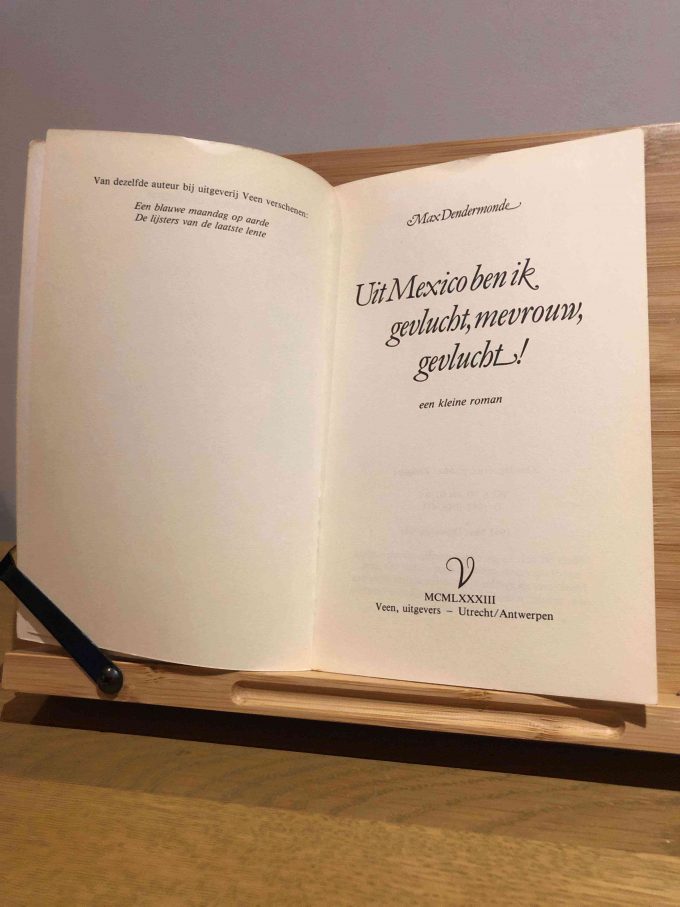 Van dezelfde auteur bij uitgeverij Veen verschenen:
Een blauwe maandag op aarde
De lijsters van de laatste lente
Max Dendermonde
Uit Mexico ben ik
gevlucht, mevrouw,
gevlucht!
een kleine roman
V
MCMLXXXIII
Veen, uitgevers – Utrecht/Antwerpen